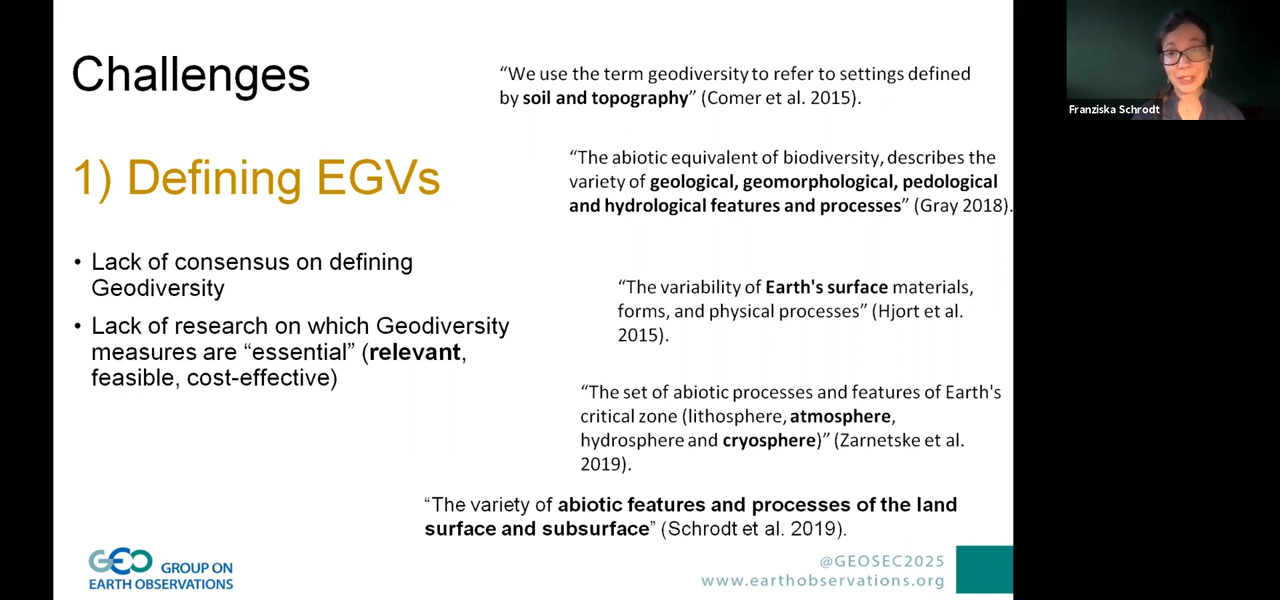 Challenges
1) Defining EGVs
• Lack of consensus on defining
Geodiversity
• Lack of research on which Geodiversity
measures are “essential” (relevant,
feasible, cost-effective)
“We use the term geodiversity to refer to settings defined
by soil and topography” (Comer et al. 2015).
“The abiotic equivalent of biodiversity, describes the
variety of geological, geomorphological, pedological
and hydrological features and processes” (Gray 2018).
“The variability of Earth's surface materials,
forms, and physical processes” (Hjort et al.
2015).
“The set of abiotic processes and features of Earth's
critical zone (lithosphere, atmosphere,
hydrosphere and cryosphere)” (Zarnetske et al.
2019).
“The variety of abiotic features and processes of the land
surface and subsurface” (Schrodt et al. 2019).
GEO GROUP ON
EARTH OBSERVATIONS
@GEOSEC2025
www.earthobservations.org
Franziska Schrodt